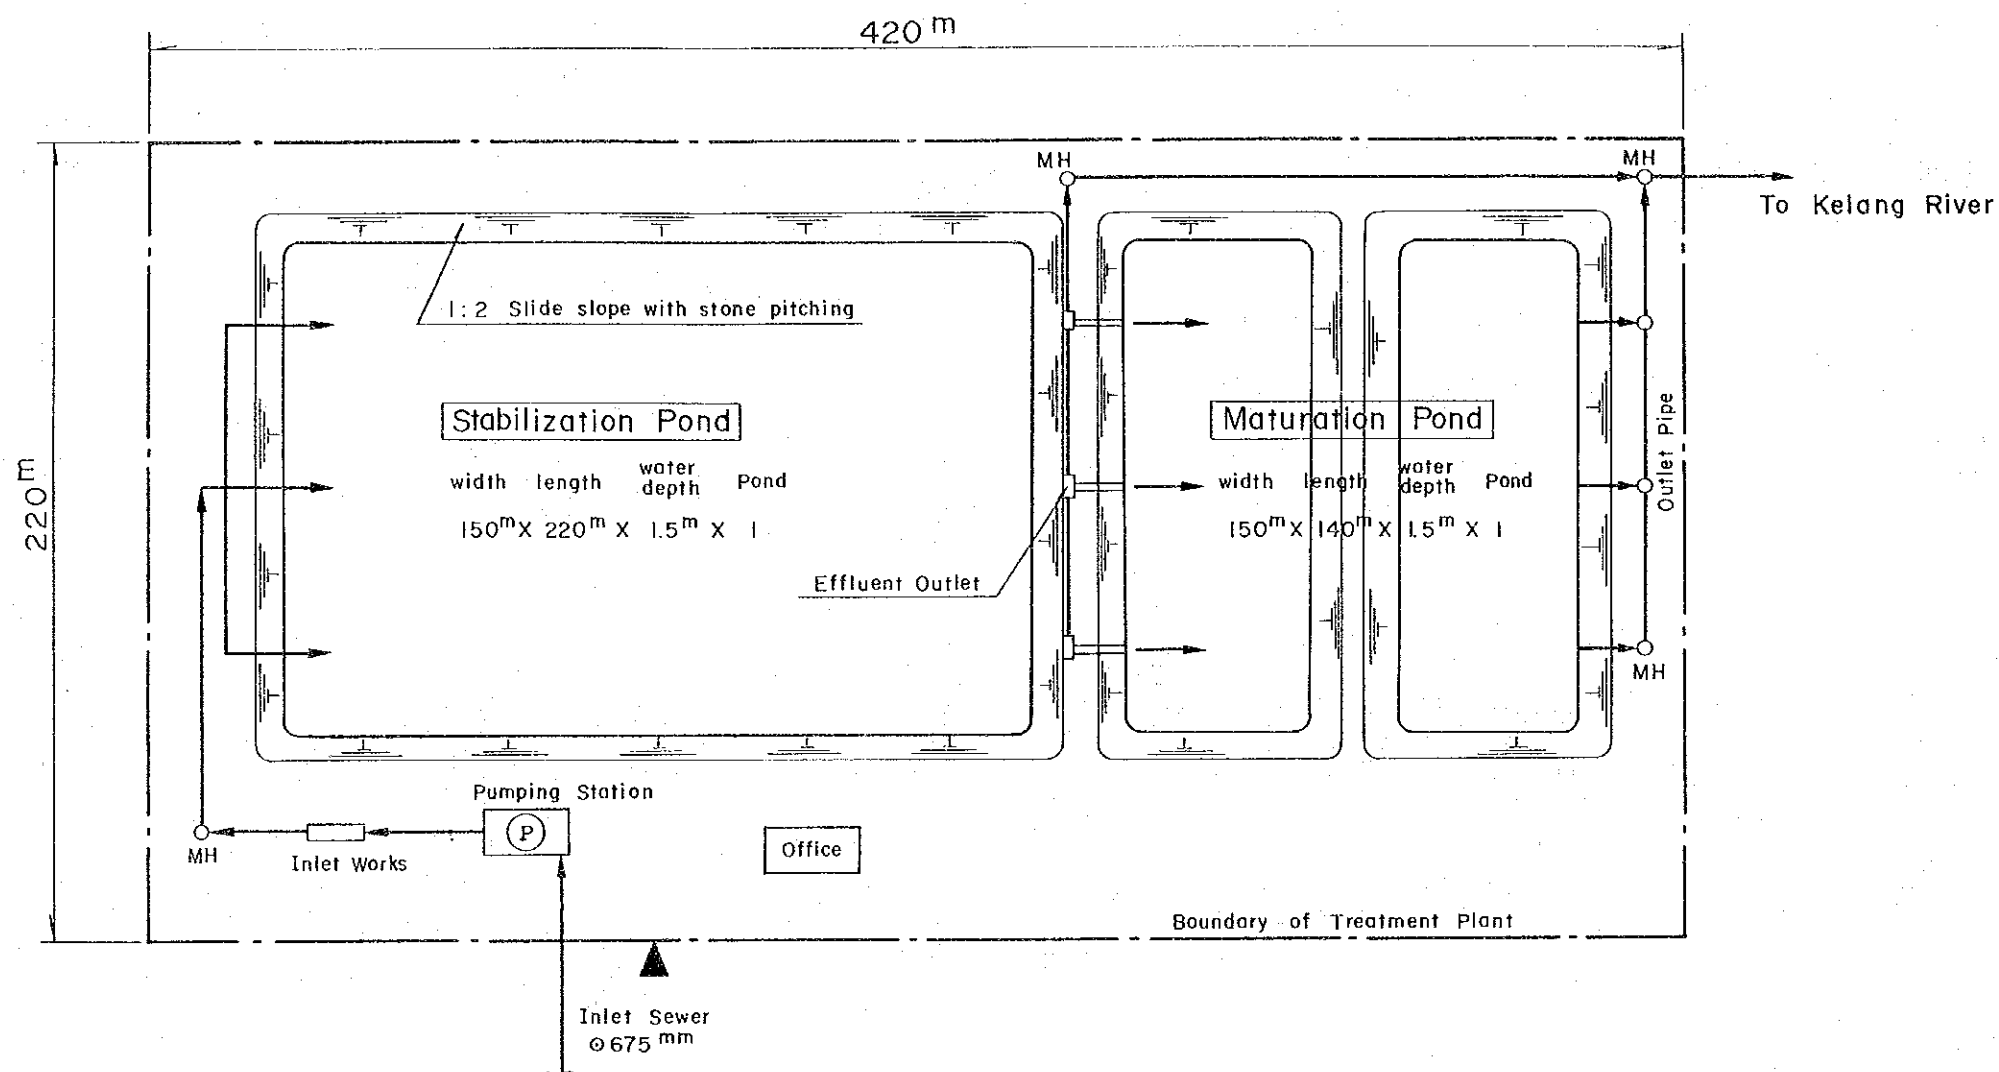 420 m
MH
MH
To Kelang River
1:2 Slide slope with stone pitching
Stabilization Pond
width length water depth Pond
150m X 220m X 1.5m X 1
Maturation Pond
width length water depth Pond
150m X 140m X 1.5m X 1
Outlet Pipe
220m
Effluent Outlet
MH
Pumping Station
P
MH
Inlet Works
Office
Boundary of Treatment Plant
Inlet Sewer
⊙675 mm